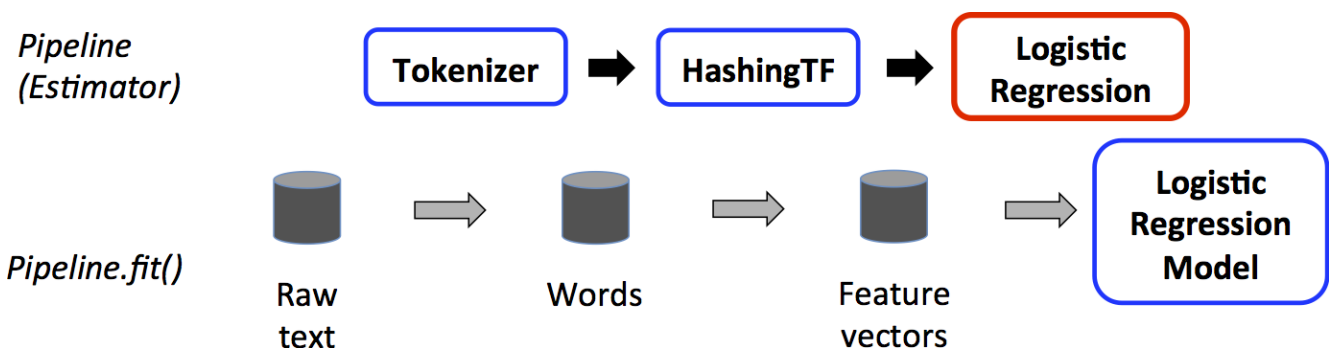 Pipeline
(Estimator)
Tokenizer
HashingTF
Logistic
Regression
Pipeline.fit()
Raw
text
Words
Feature
vectors
Logistic
Regression
Model